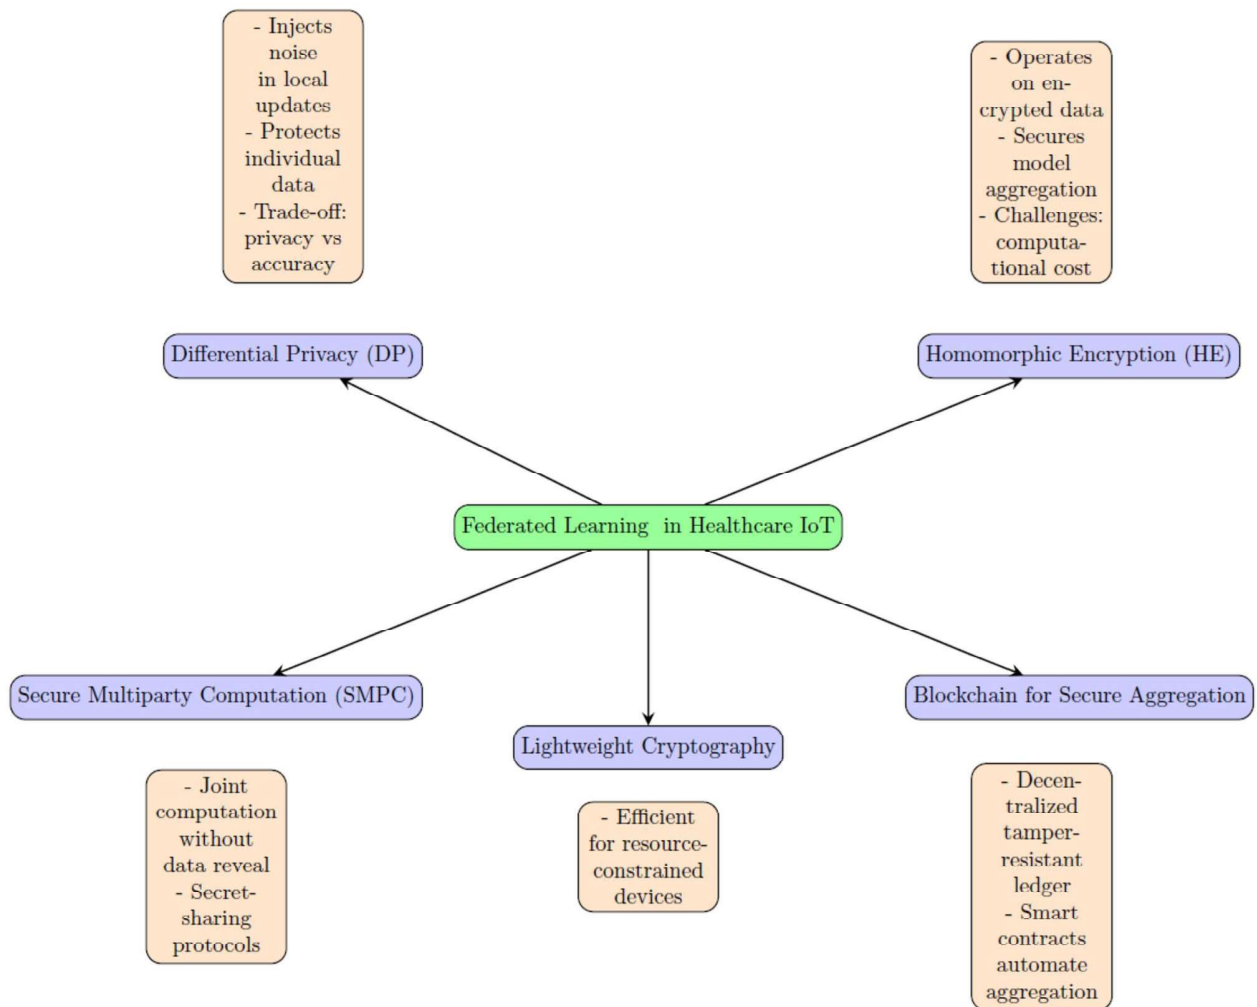 - Injects
noise
in local
updates
- Protects
individual
data
- Trade-off:
privacy vs
accuracy
- Operates
on en-
crypted data
- Secures
model
aggregation
- Challenges:
computa-
tional cost
Differential Privacy (DP)
Homomorphic Encryption (HE)
Federated Learning  in Healthcare IoT
Secure Multiparty Computation (SMPC)
Lightweight Cryptography
Blockchain for Secure Aggregation
- Joint
computation
without
data reveal
- Secret-
sharing
protocols
- Efficient
for resource-
constrained
devices
- Decen-
tralized
tamper-
resistant
ledger
- Smart
contracts
automate
aggregation